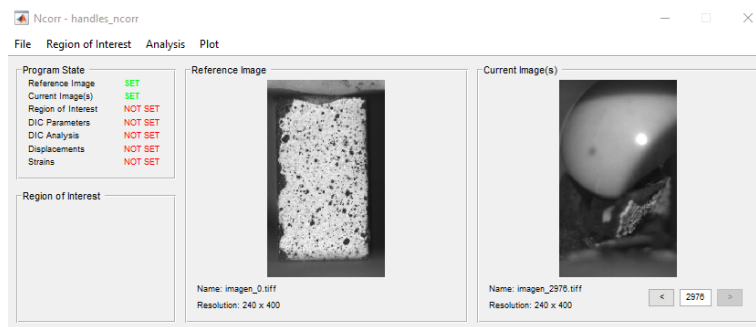 Ncorr - handles_ncorr
File Region of Interest Analysis Plot
Program State
Reference Image SET
Current Image(s) SET
Region of Interest NOT SET
DIC Parameters NOT SET
DIC Analysis NOT SET
Displacements NOT SET
Strains NOT SET
Region of Interest
Reference Image
Name: imagen_0.tiff
Resolution: 240 x 400
Current Image(s)
Name: imagen_2976.tiff
Resolution: 240 x 400
< 2976 >